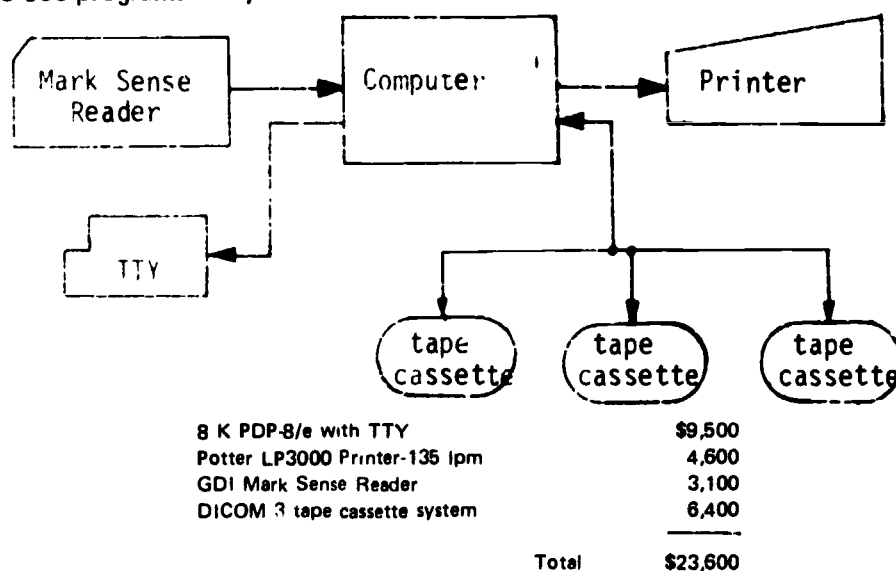 Mark Sense
Reader
Computer
Printer
TTY
tape
cassette
tape
cassette
tape
cassette
8 K PDP-8/e with TTY $9,500
Potter LP3000 Printer-135 lpm 4,600
GDI Mark Sense Reader 3,100
DICOM 3 tape cassette system 6,400
Total $23,600